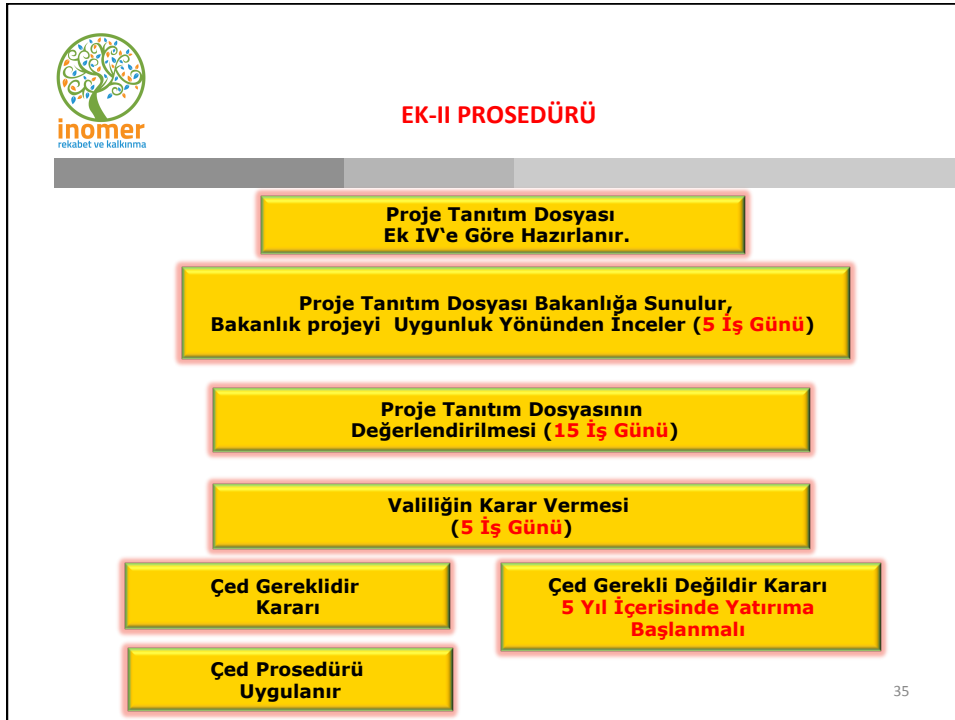 inomer
rekabet ve kalkınma
EK-II PROSEDÜRÜ
Proje Tanıtım Dosyası
Ek IV‘e Göre Hazırlanır.
Proje Tanıtım Dosyası Bakanlığa Sunulur,
Bakanlık projeyi Uygunluk Yönünden İnceler (5 İş Günü)
Proje Tanıtım Dosyasının
Değerlendirilmesi (15 İş Günü)
Valiliğin Karar Vermesi
(5 İş Günü)
Çed Gereklidir
Kararı
Çed Gerekli Değildir Kararı
5 Yıl İçerisinde Yatırıma
Başlanmalı
Çed Prosedürü
Uygulanır
35